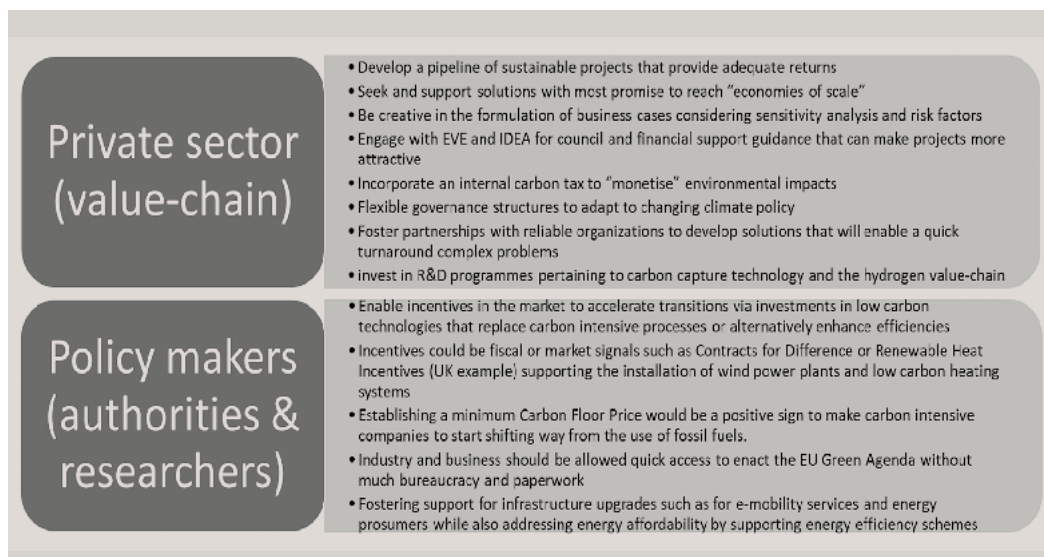 Private sector
(value-chain)
• Develop a pipeline of sustainable projects that provide adequate returns
• Seek and support solutions with most promise to reach “economies of scale”
• Be creative in the formulation of business cases considering sensitivity analysis and risk factors
• Engage with EVE and IDEA for council and financial support guidance that can make projects more
attractive
• Incorporate an internal carbon tax to “monetise” environmental impacts
• Flexible governance structures to adapt to changing climate policy
• Foster partnerships with reliable organizations to develop solutions that will enable a quick
turnaround complex problems
• invest in R&D programmes pertaining to carbon capture technology and the hydrogen value-chain
Policy makers
(authorities &
researchers)
• Enable incentives in the market to accelerate transitions via investments in low carbon
technologies that replace carbon intensive processes or alternatively enhance efficiencies
• Incentives could be fiscal or market signals such as Contracts for Difference or Renewable Heat
Incentives (UK example) supporting the installation of wind power plants and low carbon heating
systems
• Establishing a minimum Carbon Floor Price would be a positive sign to make carbon intensive
companies to start shifting way from the use of fossil fuels.
• Industry and business should be allowed quick access to enact the EU Green Agenda without
much bureaucracy and paperwork
• Fostering support for infrastructure upgrades such as for e-mobility services and energy
prosumers while also addressing energy affordability by supporting energy efficiency schemes